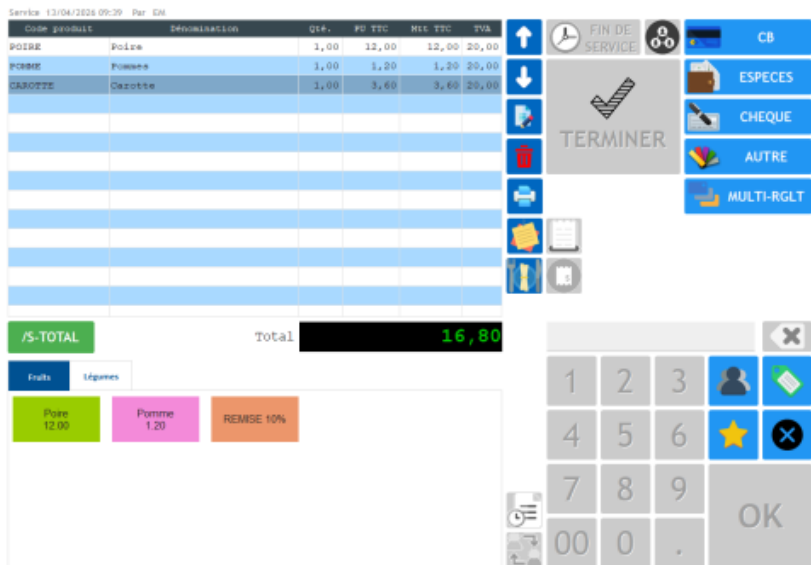 Service 13/04/2026 09:39 Par EM
Code produit Dénomination Qté. PU TTC Mtt TTC TVA
POIRE Poire 1,00 12,00 12,00 20,00
POMME Pommes 1,00 1,20 1,20 20,00
CAROTTE Carotte 1,00 3,60 3,60 20,00
FIN DE
SERVICE
CB
ESPECES
CHEQUE
TERMINER
AUTRE
MULTI-RGLT
/S-TOTAL Total 16,80
Fruits Légumes
Poire
12.00
Pomme
1.20
REMISE 10%
1 2 3
4 5 6
7 8 9
OK
00 0 .